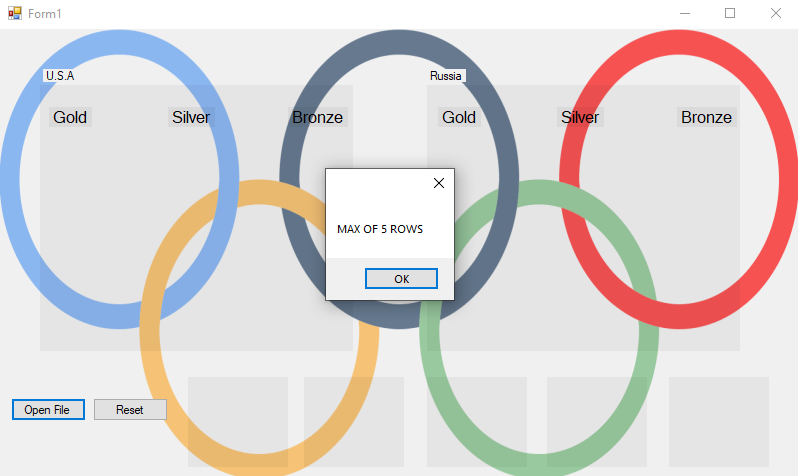 Form1
U.S.A
Russia
Gold Silver Bronze
Gold Silver Bronze
MAX OF 5 ROWS
OK
Open File
Reset